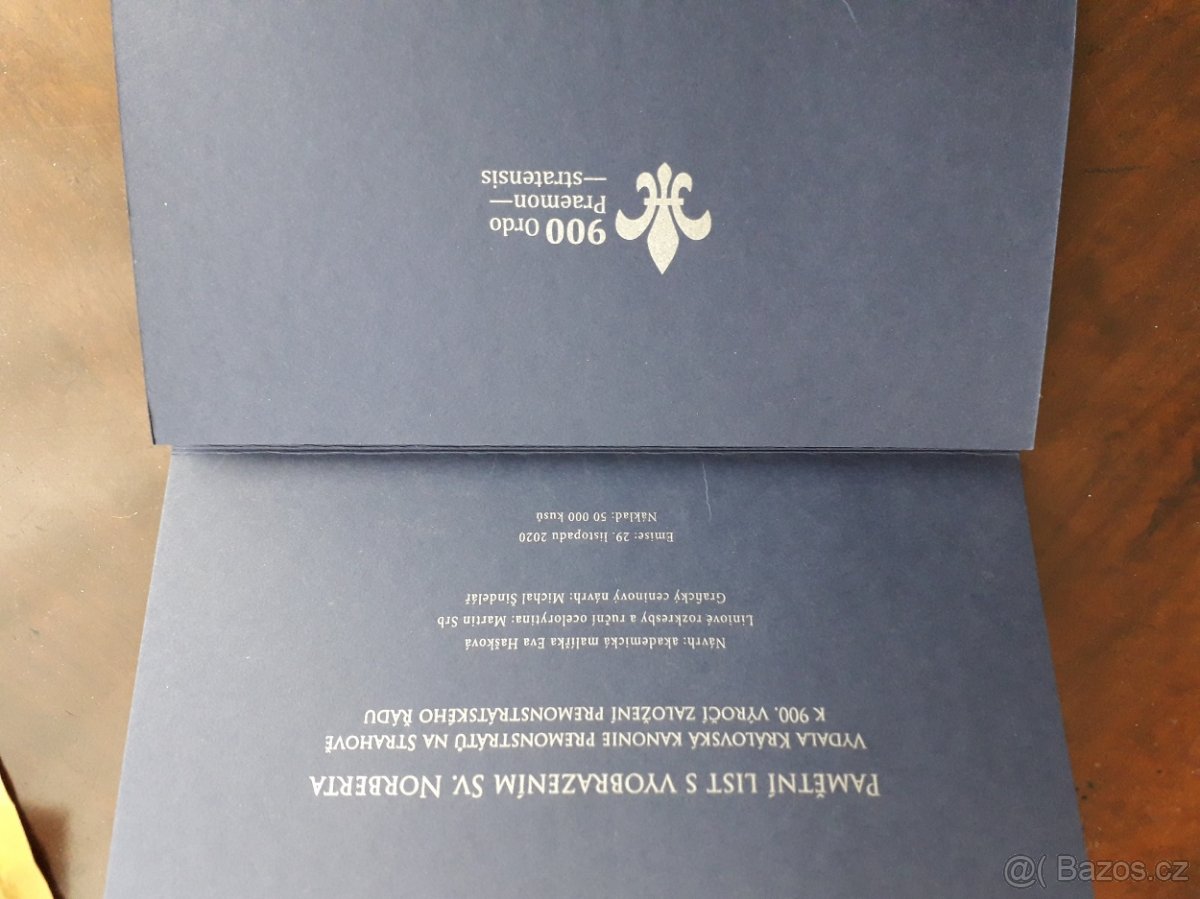 PAMĚTNÍ LIST S VYOBRAZENÍM SV. NORBERTA
VYDALA KRÁLOVSKÁ KANONIE PREMONSTRÁTŮ NA STRAHOVĚ
K 900. VÝROČÍ ZALOŽENÍ PREMONSTRÁTSKÉHO ŘÁDU
Návrh: akademická malířka Eva Hašková
Liniové rozkresby a ruční ocelorytina: Martin Srb
Grafický ceninový návrh: Michal Šindelář
Emise: 29. listopadu 2020
Náklad: 50 000 kusů
900 Ordo
Praemon—
—stratensis
@( Bazos.cz